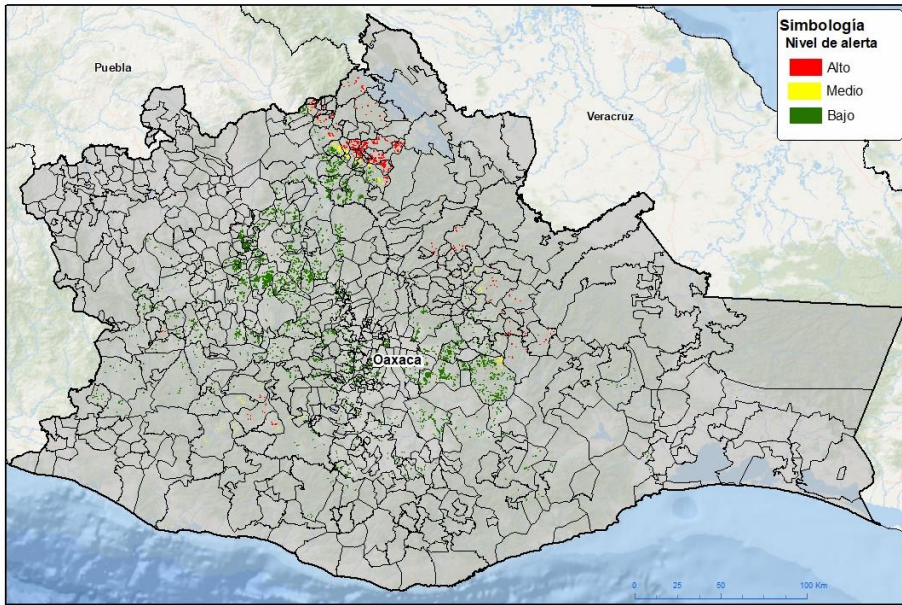 Simbología
Nivel de alerta
Alto
Medio
Bajo
Puebla
Veracruz
Oaxaca
0 25 50 100 Km